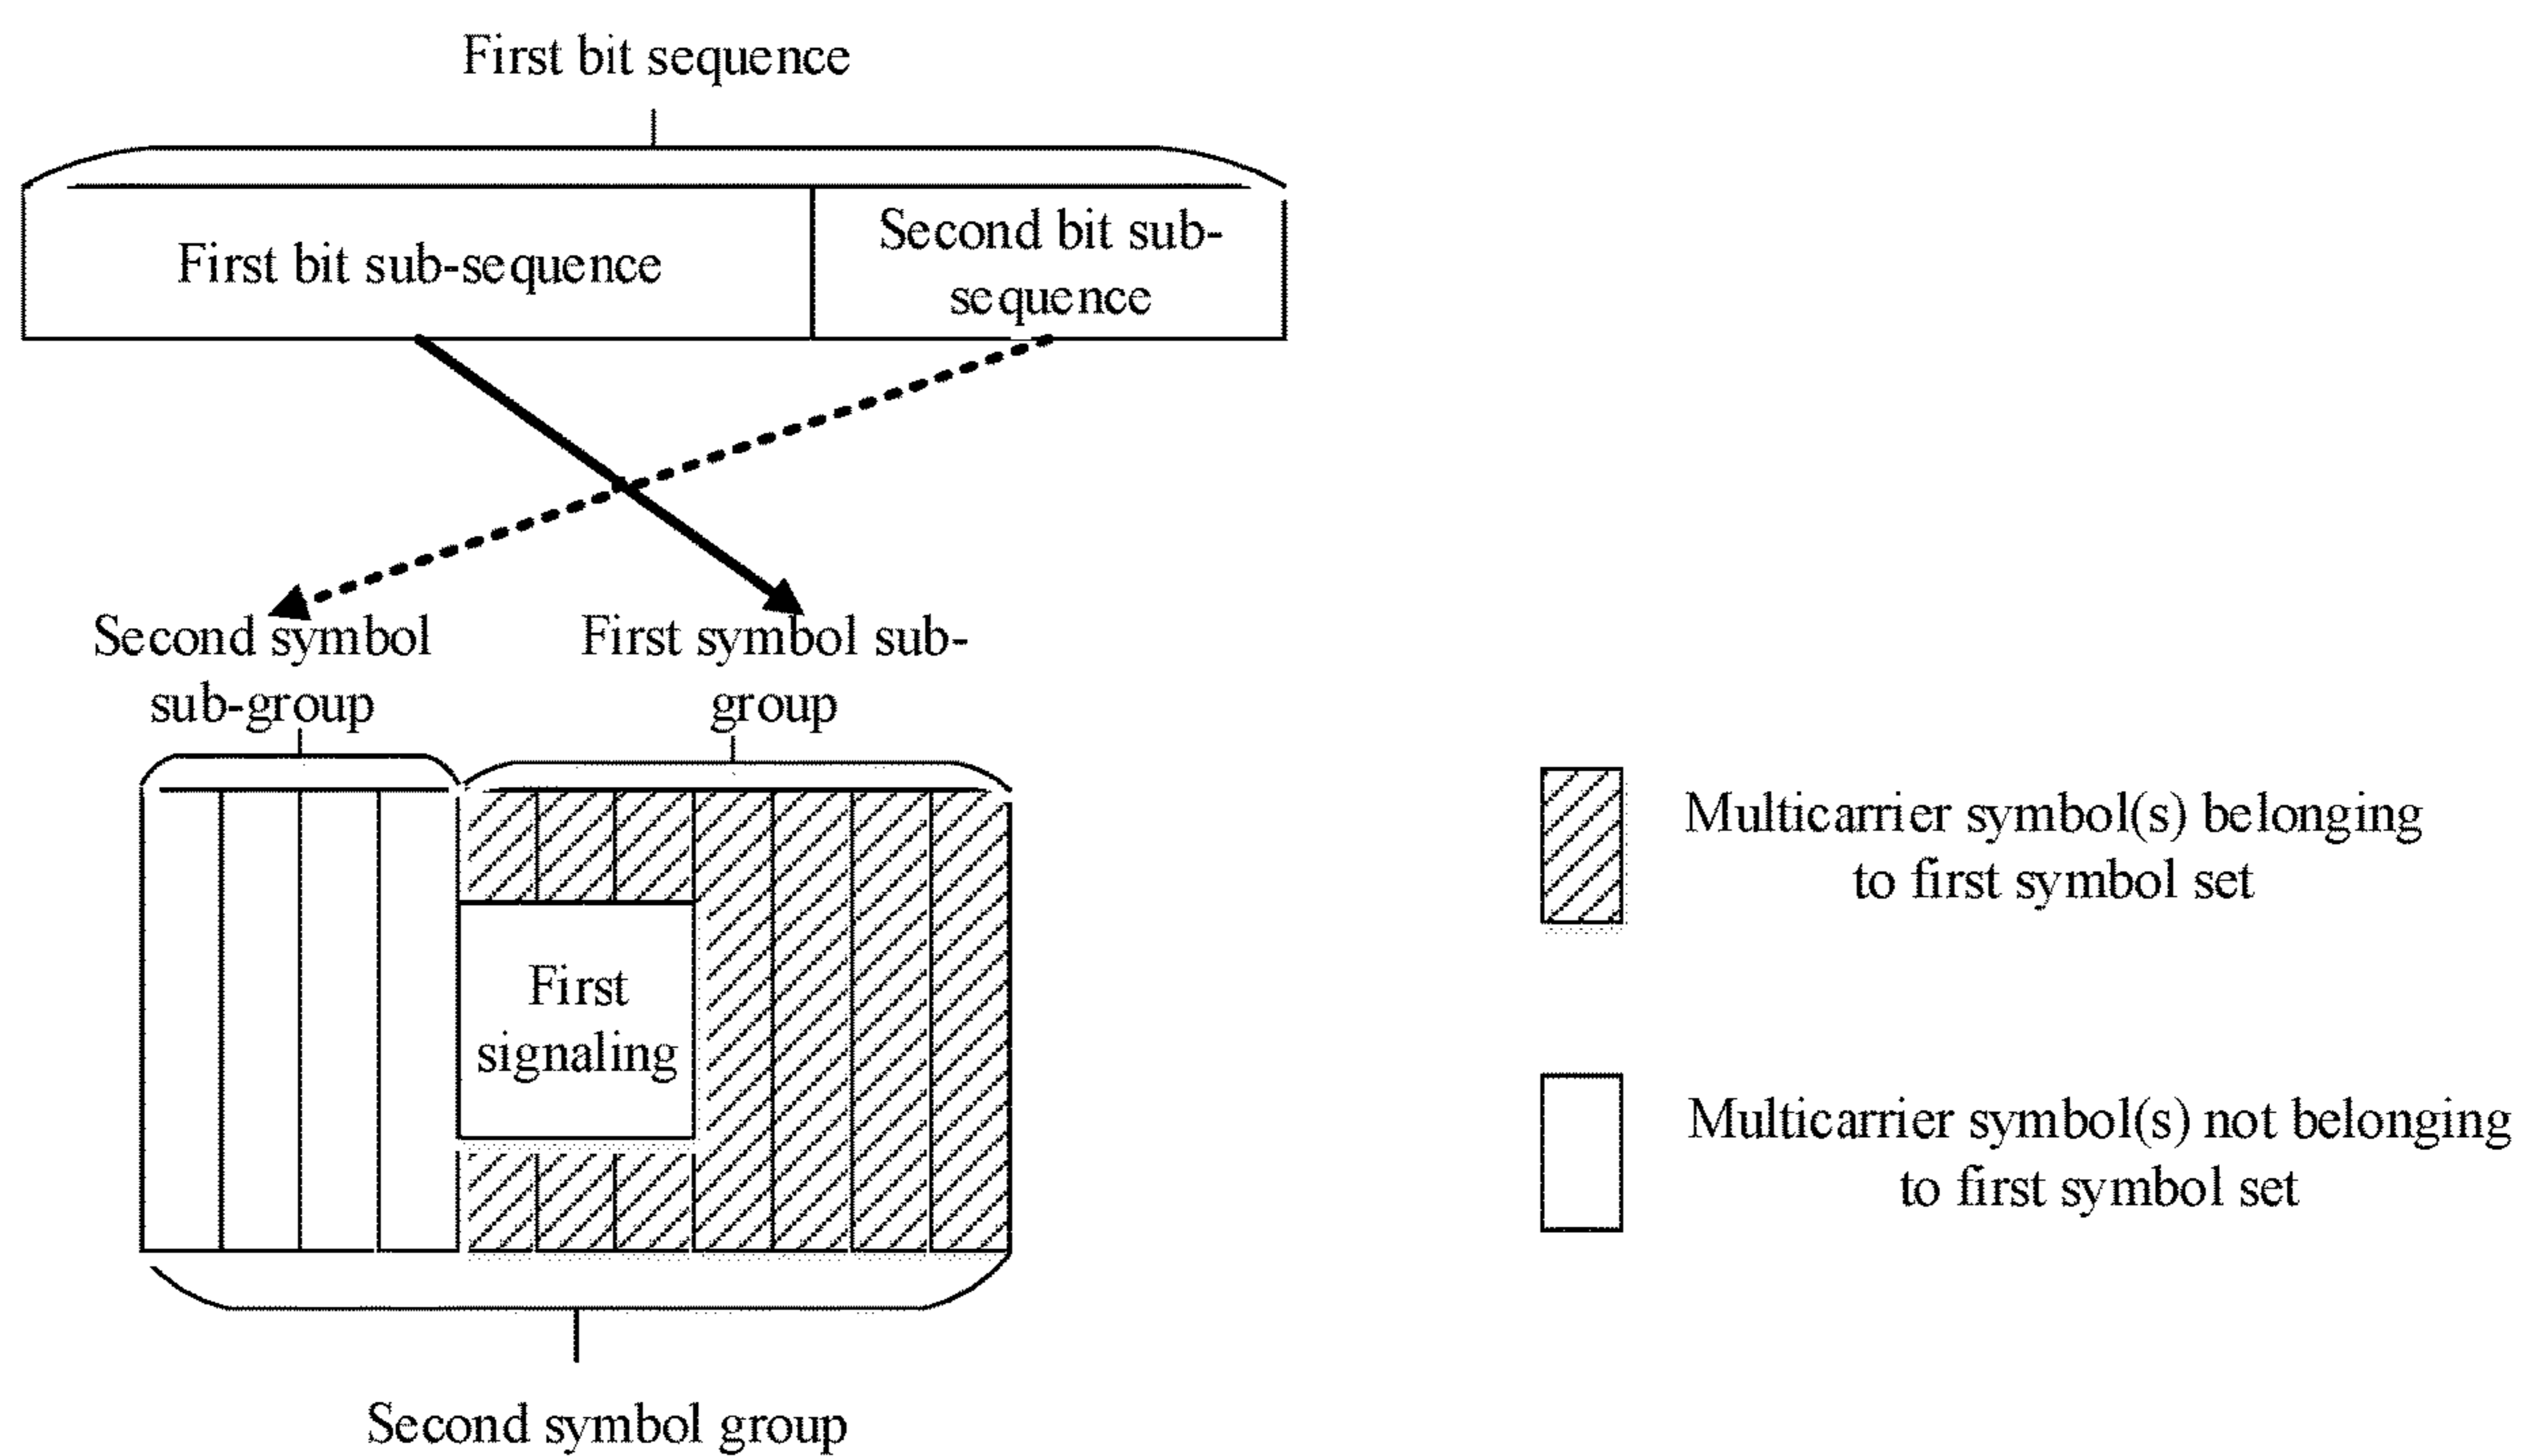 First bit sequence
First bit sub-sequence
Second bit sub-
sequence
Second symbol
sub-group
First symbol sub-
group
First
signaling
Second symbol group
Multicarrier symbol(s) belonging
to first symbol set
Multicarrier symbol(s) not belonging
to first symbol set